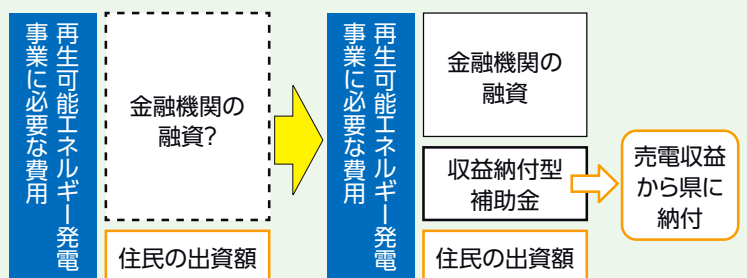 再生可能エネルギー発電
事業に必要な費用
金融機関の
融資?
住民の出資額
再生可能エネルギー発電
事業に必要な費用
金融機関の
融資
収益納付型
補助金
住民の出資額
売電収益
から県に
納付